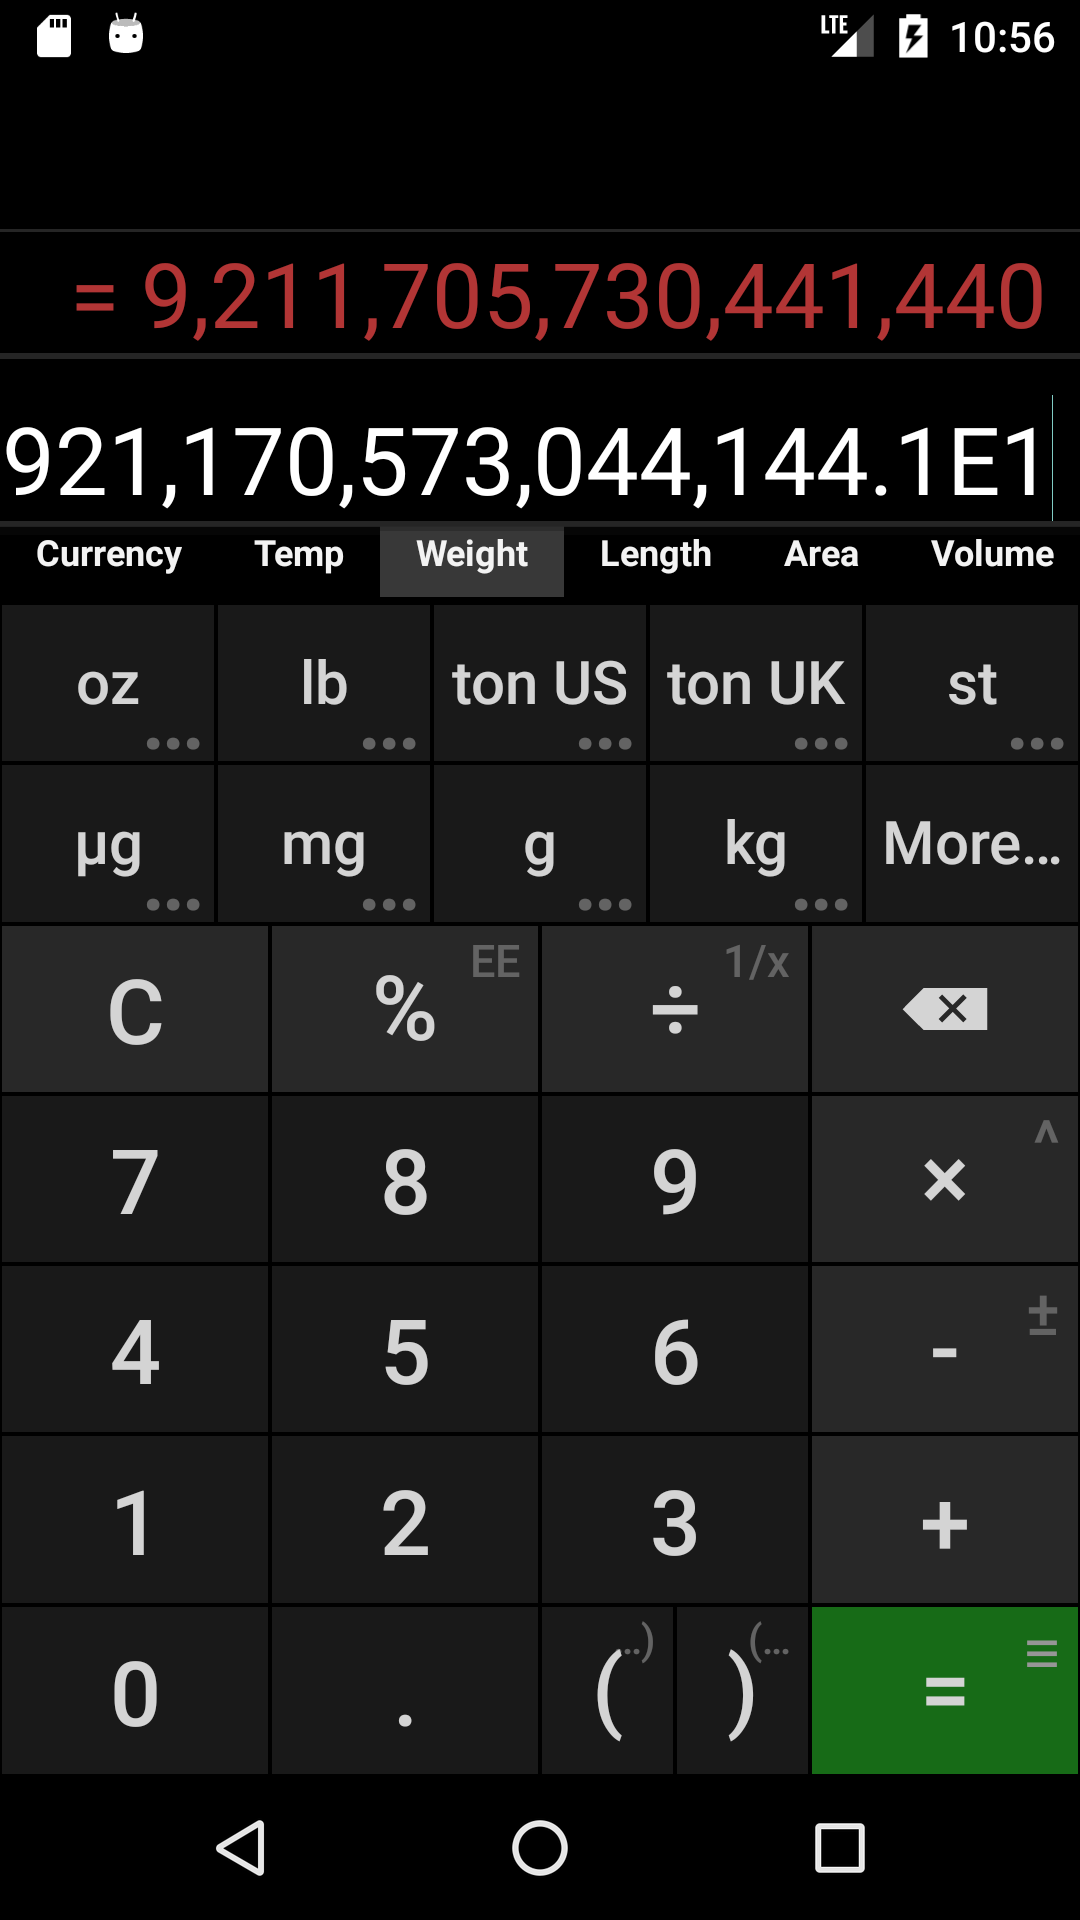 LTE 10:56
= 9,211,705,730,441,440
921,170,573,044,144.1E1
Currency Temp Weight Length Area Volume
oz lb ton US ton UK st
µg mg g kg More...
C % EE ÷ 1/x
7 8 9 × ^
4 5 6 - ±
1 2 3 +
0 . ( ..) ) (... =